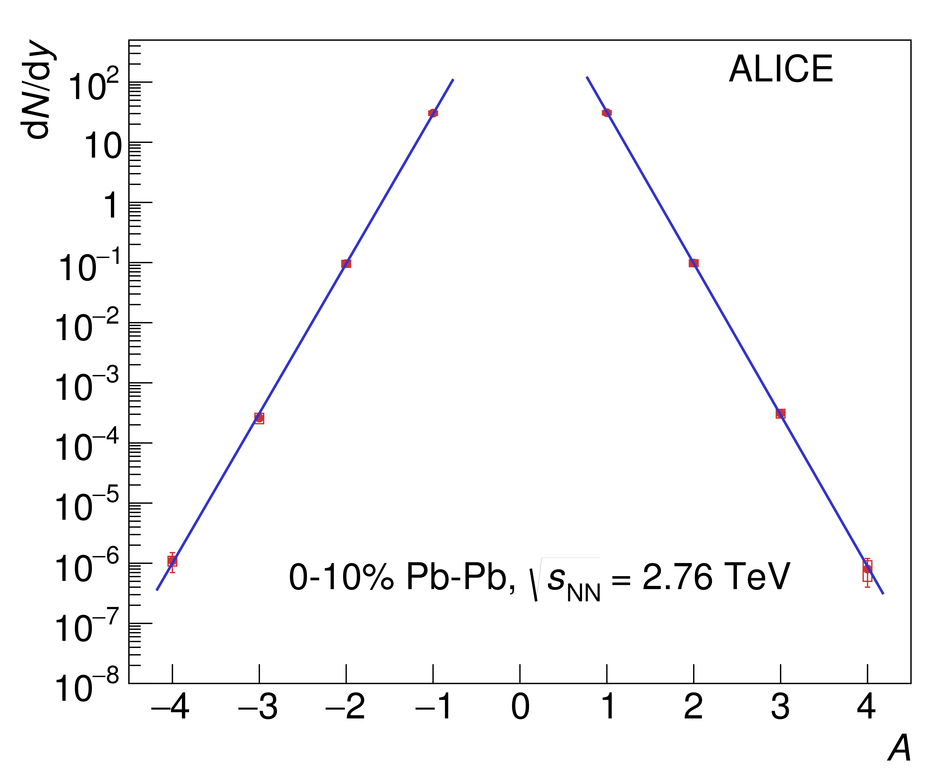 dN/dy
ALICE
10²
10
1
10⁻¹
10⁻²
10⁻³
10⁻⁴
10⁻⁵
10⁻⁶
10⁻⁷
10⁻⁸
0-10% Pb-Pb, √sNN = 2.76 TeV
−4 −3 −2 −1 0 1 2 3 4
A